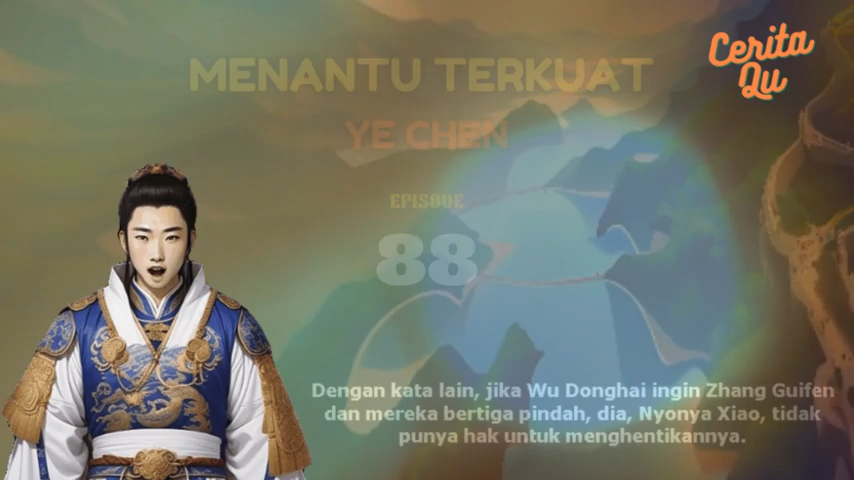 Cerita
Qu
MENANTU TERKUAT
YE CHEN
EPISODE
88
Dengan kata lain, jika Wu Donghai ingin Zhang Guifen
dan mereka bertiga pindah, dia, Nyonya Xiao, tidak
punya hak untuk menghentikannya.